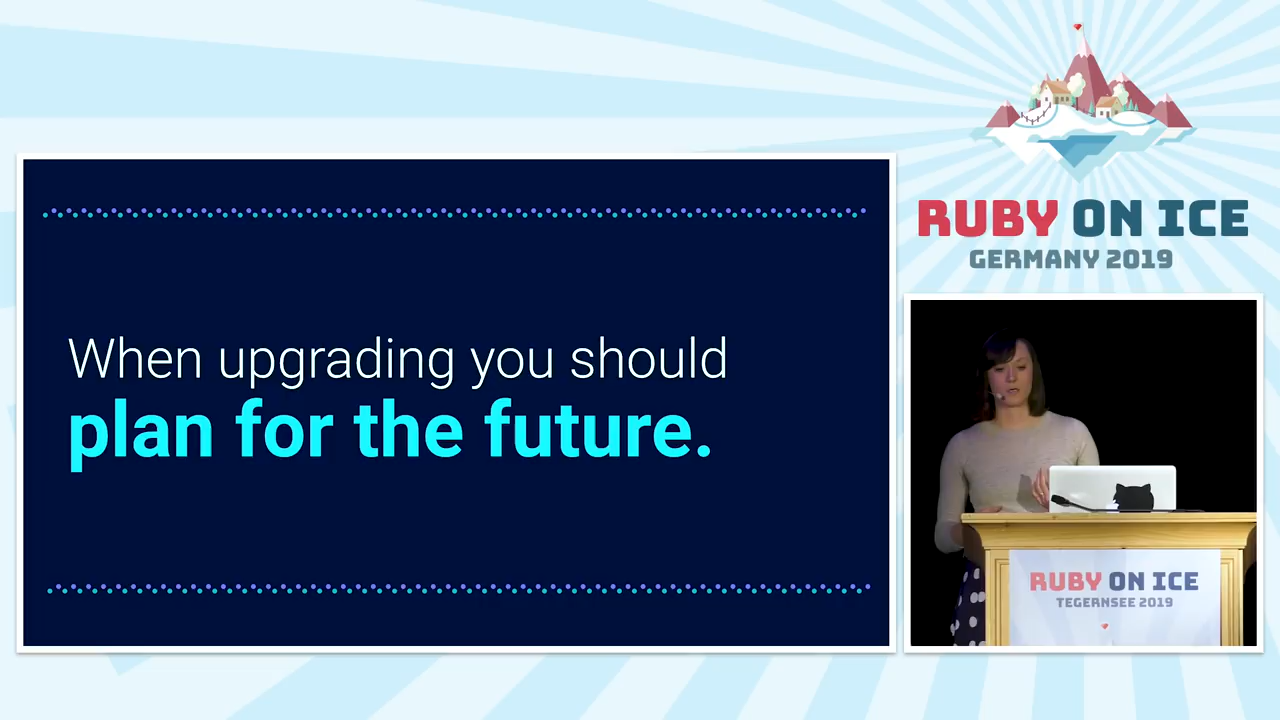 When upgrading you should
plan for the future.
RUBY ON ICE
GERMANY 2019
RUBY ON ICE
TEGERNSEE 2019